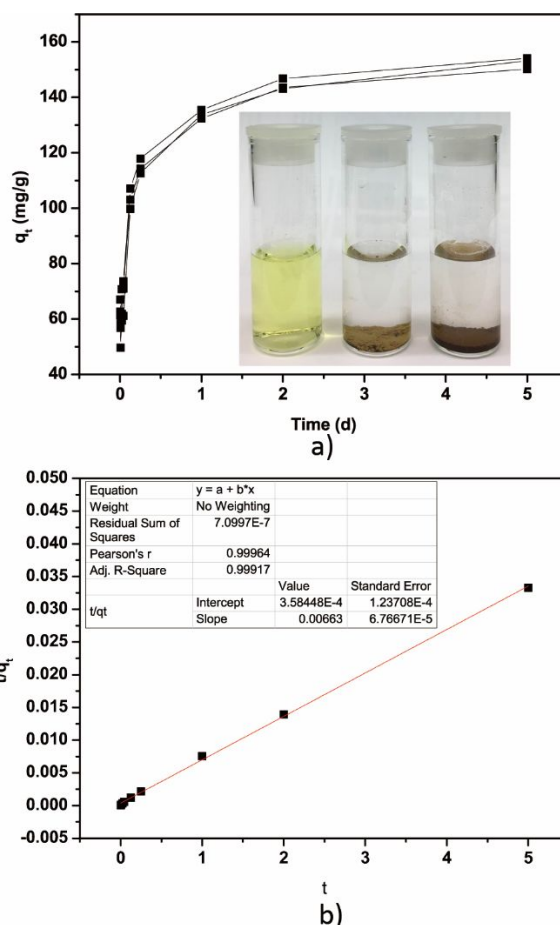 160
140
120
100
80
60
40
qt (mg/g)
0 1 2 3 4 5
Time (d)
a)
0.050
0.045
0.040
0.035
0.030
0.025
0.020
0.015
0.010
0.005
0.000
-0.005
t/qt
Equation y = a + b*x
Weight No Weighting
Residual Sum of Squares 7.0997E-7
Pearson's r 0.99964
Adj. R-Square 0.99917
Value Standard Error
t/qt Intercept 3.58448E-4 1.23708E-4
Slope 0.00663 6.76671E-5
0 1 2 3 4 5
t
b)